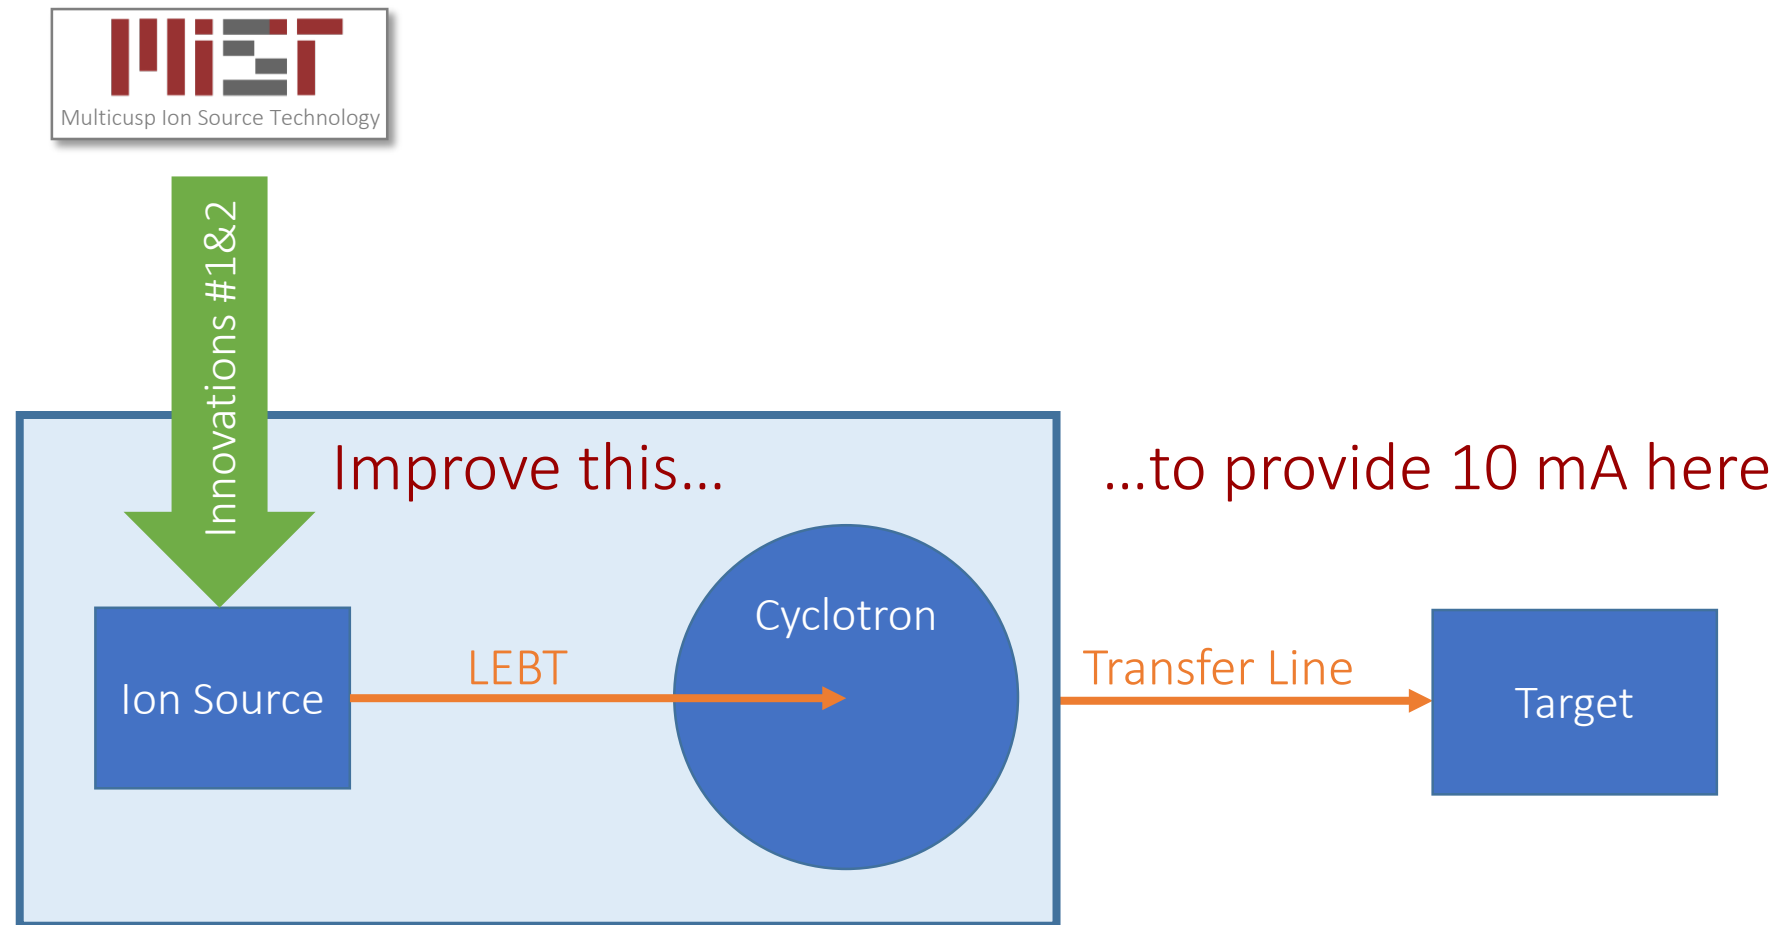 MIST
Multicusp Ion Source Technology
Innovations #1&2
Improve this...
...to provide 10 mA here
Cyclotron
LEBT
Transfer Line
Ion Source
Target